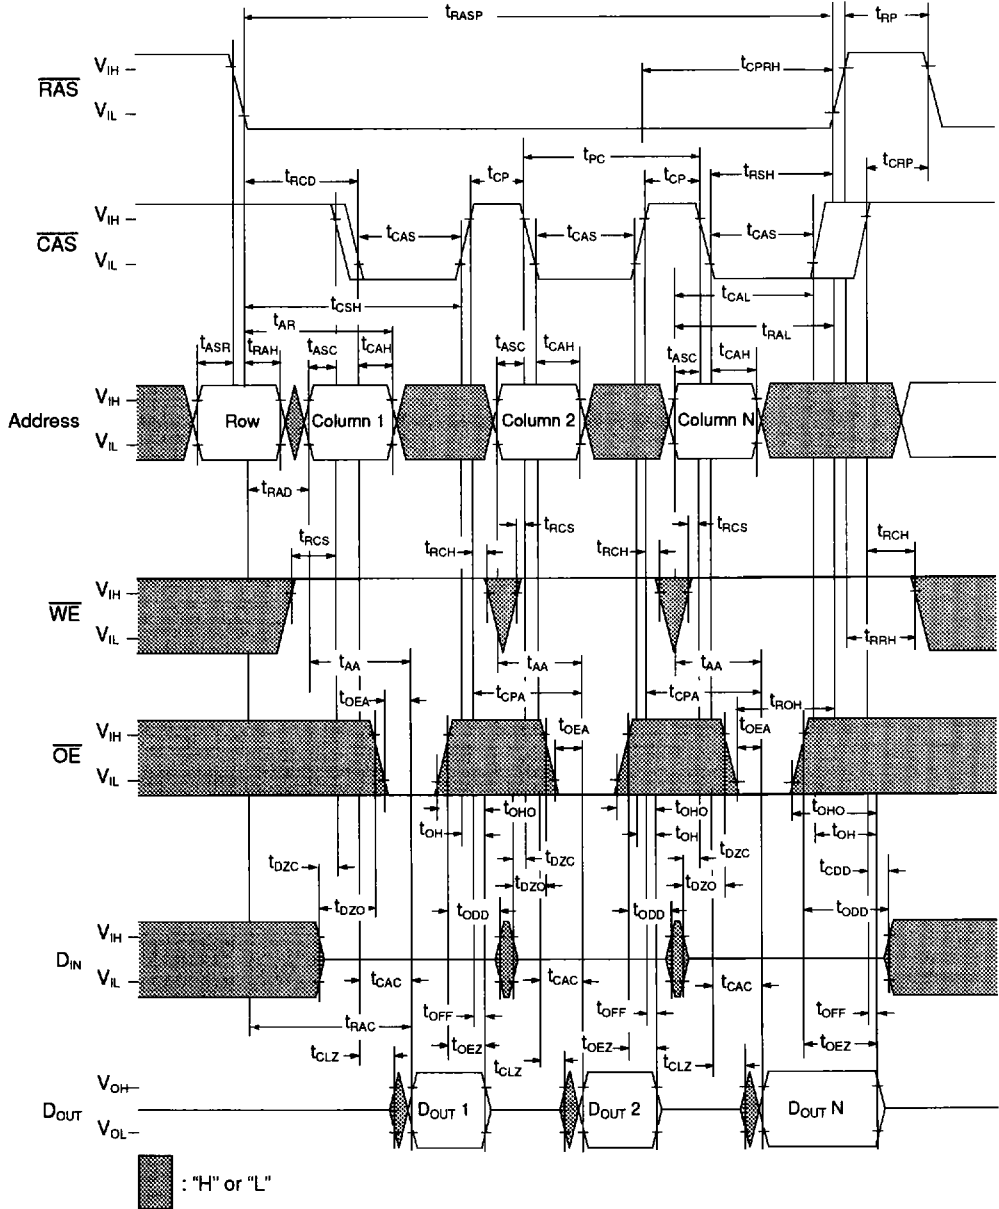 tRASP
tRP
VIH
tCPRH
RAS
VIL
tPC
tRCD
tCP
tCP
tRSH
tCRP
VIH
CAS
tCAS
tCAS
tCAS
VIL
tCSH
tCAL
tAR
tRAL
tASR
tRAH
tASC
tCAH
tASC
tCAH
tASC
tCAH
VIH
Address
Row
Column 1
Column 2
Column N
VIL
tRAD
tRCS
tRCS
tRCS
tRCH
tRCH
tRCH
VIH
WE
VIL
tRRH
tAA
tAA
tAA
tOEA
tCPA
tCPA
tROH
tOEA
tOEA
VIH
OE
VIL
tOHO
tOHO
tOHO
tOH
tOH
tOH
tDZC
tDZC
tDZC
tCDD
tDZO
tDZO
tDZO
tODD
tODD
tODD
VIH
DIN
VIL
tCAC
tCAC
tCAC
tOFF
tOFF
tOFF
tRAC
tOEZ
tOEZ
tOEZ
tCLZ
tCLZ
tCLZ
VOH
DOUT
DOUT 1
DOUT 2
DOUT N
VOL
: “H” or “L”